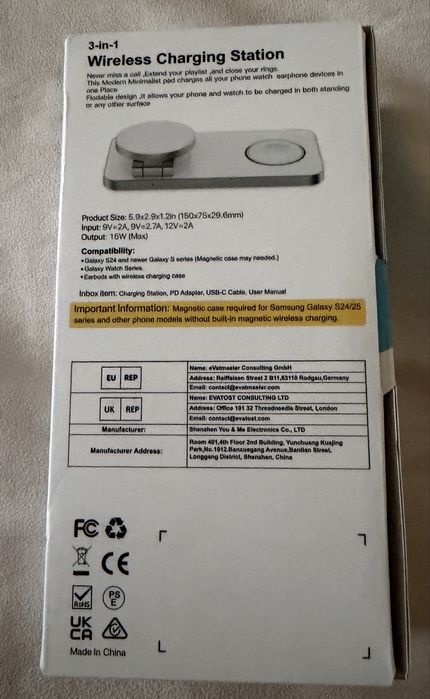 3-in-1
Wireless Charging Station
Never miss a call ,Extend your playlist ,and close your rings.
This Modern Minimalist pad charges all your phone watch earphone devices in
one Place
Flodable design ,it allows your phone and watch to be charged in both standing
or any other surface
Product Size: 5.9x2.9x1.2in (150x75x29.6mm)
Input: 9V=2A, 9V=2.7A, 12V=2A
Output: 15W (Max)
Compatibility:
•Galaxy S24 and newer Galaxy S series (Magnetic case may needed.)
•Galaxy Watch Series
•Earbuds with wireless charging case
Inbox Item: Charging Station, PD Adapter, USB-C Cable, User Manual
Important Information: Magnetic case required for Samsung Galaxy S24/25
series and other phone models without built-in magnetic wireless charging.
EU REP
Name: eVatmaster Consulting GmbH
Address: Raiffeisen Street 2 B11,63110 Rodgau,Germany
Email: contact@evatmaster.com
UK REP
Name: EVATOST CONSULTING LTD
Address: Office 101 32 Threadneedle Street, London
Email: contact@evatost.com
Manufacturer: Shenzhen You & Me Electronics Co., LTD
Manufacturer Address: Room 401,4th Floor 2nd Building, Yunchuang Kuajing
Park,No.1012,Banxuegang Avenue,Bantian Street,
Longgang District, Shenzhen, China
FC
CE
RoHS PS
E
UK
CA
Made in China